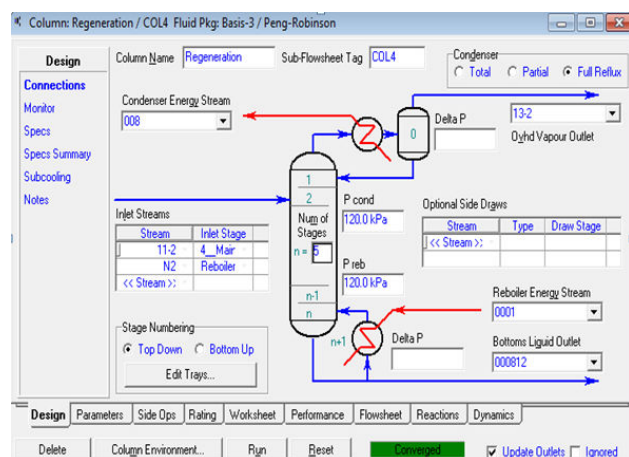 Column: Regeneration / COL4 Fluid Pkg: Basis-3 / Peng-Robinson
Design
Connections
Monitor
Specs
Specs Summary
Subcooling
Notes
Column Name Regeneration Sub-Flowsheet Tag COL4
Condenser
Total Partial Full Reflux
Condenser Energy Stream
008
Delta P
13-2
Ovhd Vapour Outlet
0
1
2
Num of
Stages
n = 5
n-1
n
n+1
P cond
120.0 kPa
P reb
120.0 kPa
Delta P
Inlet Streams
Stream Inlet Stage
11-2 4__Main
N2 Reboiler
<< Stream >>
Optional Side Draws
Stream Type Draw Stage
<< Stream >>
Stage Numbering
Top Down Bottom Up
Edit Trays...
Reboiler Energy Stream
0001
Bottoms Liquid Outlet
000812
Design Parameters Side Ops Rating Worksheet Performance Flowsheet Reactions Dynamics
Delete Column Environment... Run Reset Converged Update Outlets Ignored